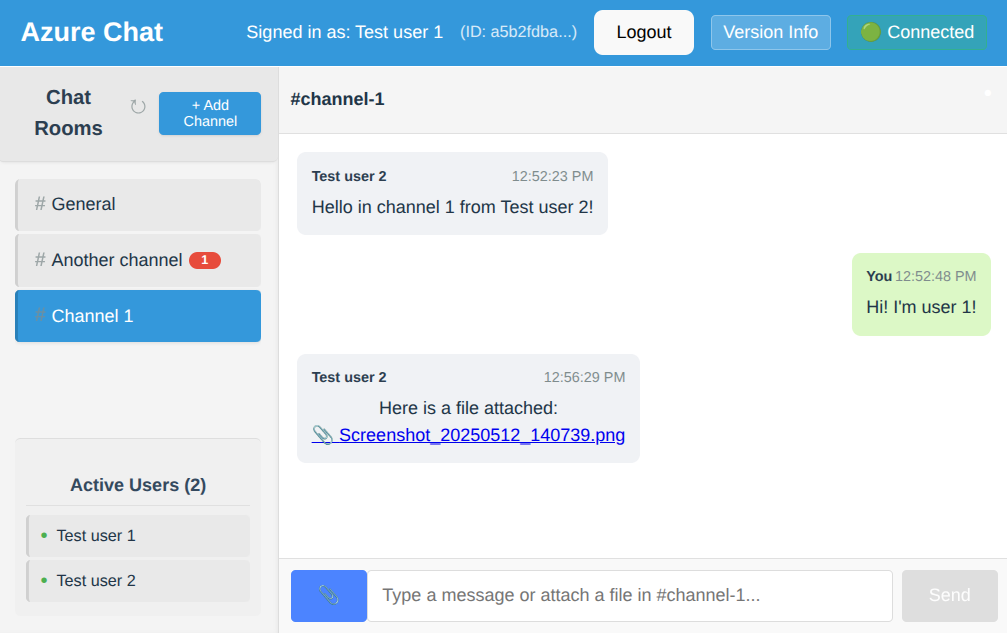 Azure Chat
Signed in as: Test user 1 (ID: a5b2fdba...)
Logout
Version Info
Connected
Chat
Rooms
+ Add
Channel
#channel-1
# General
# Another channel 1
# Channel 1
Test user 2 12:52:23 PM
Hello in channel 1 from Test user 2!
You 12:52:48 PM
Hi! I'm user 1!
Test user 2 12:56:29 PM
Here is a file attached:
Screenshot_20250512_140739.png
Active Users (2)
Test user 1
Test user 2
Type a message or attach a file in #channel-1...
Send